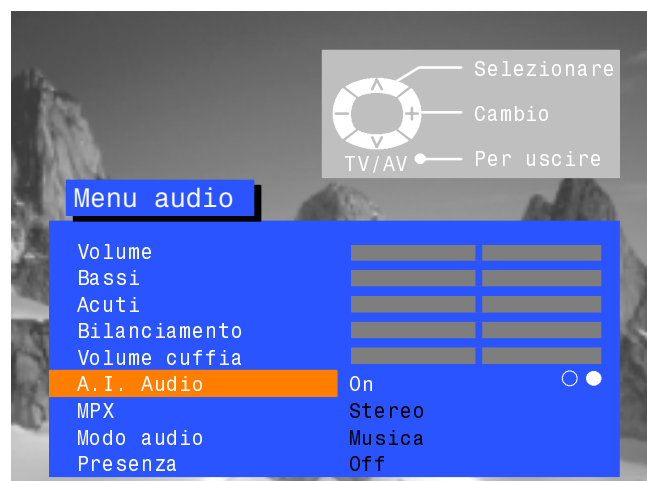 Selezionare
Cambio
TV/AV Per uscire
Menu audio
Volume
Bassi
Acuti
Bilanciamento
Volume cuffia
A.I. Audio On
MPX Stereo
Modo audio Musica
Presenza Off